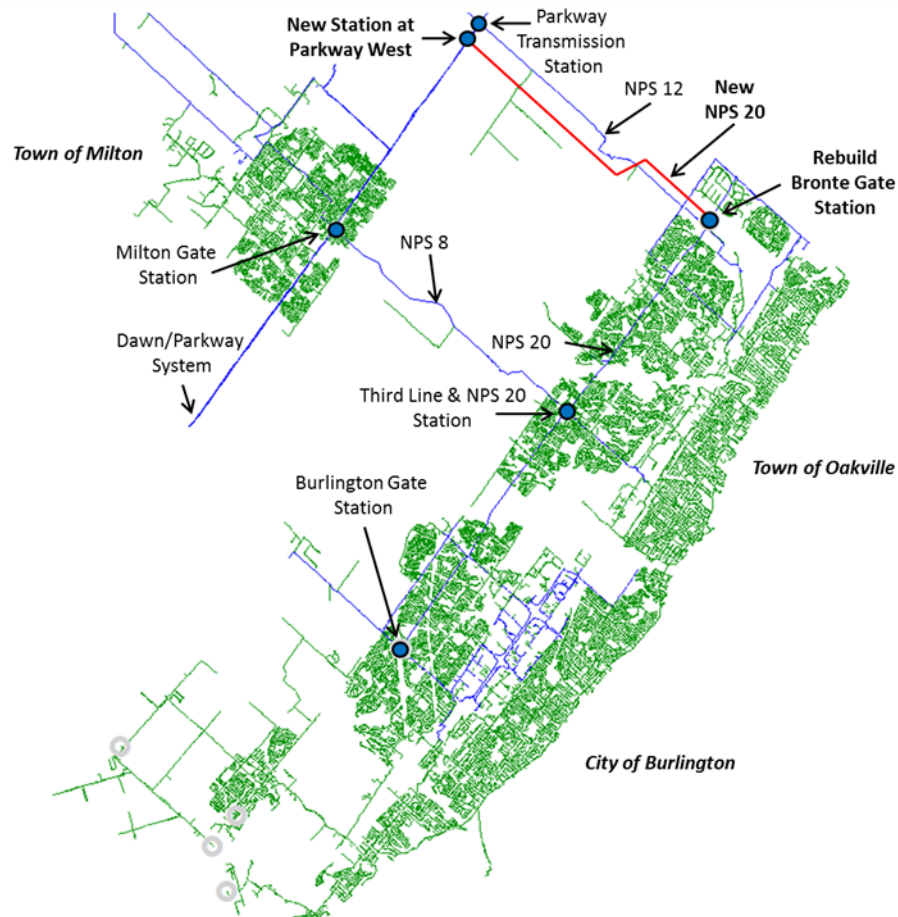 New Station at
Parkway West
Parkway
Transmission
Station
NPS 12
New
NPS 20
Town of Milton
Rebuild
Bronte Gate
Station
Milton Gate
Station
NPS 8
Dawn/Parkway
System
NPS 20
Third Line & NPS 20
Station
Town of Oakville
Burlington Gate
Station
City of Burlington